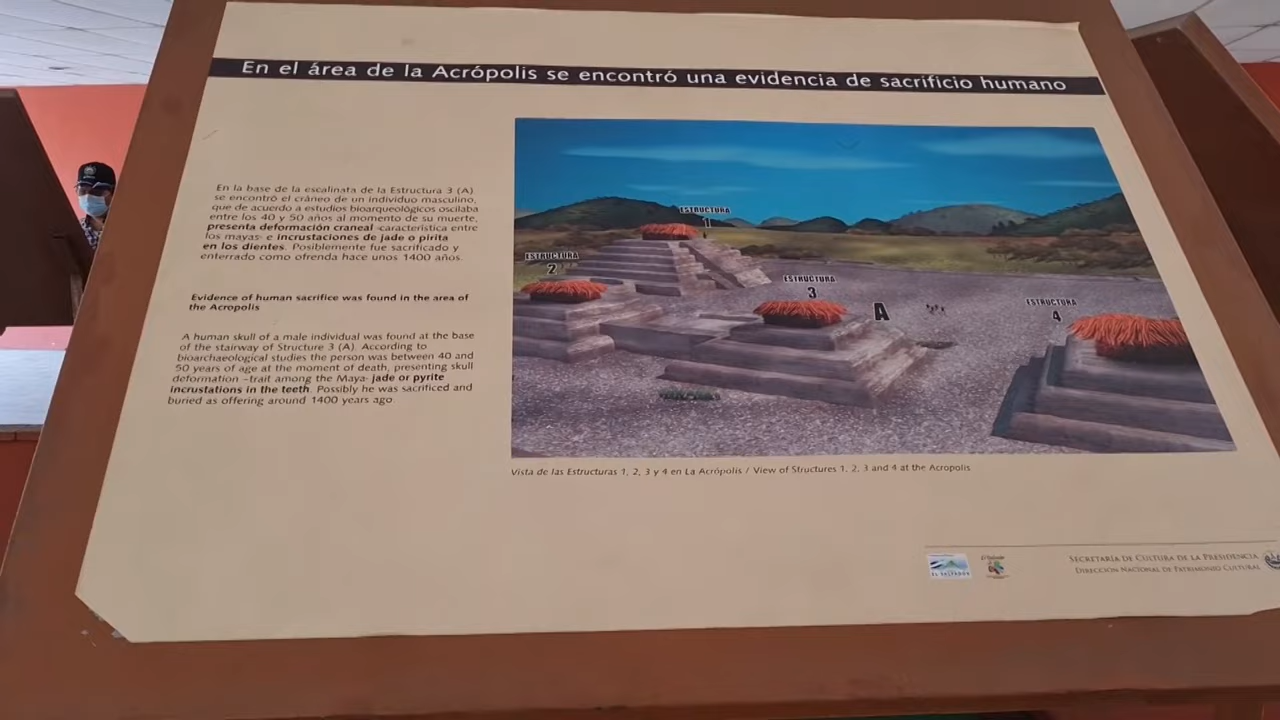 En el área de la Acrópolis se encontró una evidencia de sacrificio humano
En la base de la escalinata de la Estructura 3 (A)
se encontró el cráneo de un individuo masculino,
que de acuerdo a estudios bioarqueológicos oscilaba
entre los 40 y 50 años al momento de su muerte,
presenta deformación craneal -característica entre
los mayas- e incrustaciones de jade o pirita
en los dientes. Posiblemente fue sacrificado y
enterrado como ofrenda hace unos 1400 años.
Evidence of human sacrifice was found in the area of
the Acropolis
A human skull of a male individual was found at the base
of the stairway of Structure 3 (A). According to
bioarchaeological studies the person was between 40 and
50 years of age at the moment of death, presenting skull
deformation -trait among the Maya- jade or pyrite
incrustations in the teeth. Possibly he was sacrificed and
buried as offering around 1400 years ago
ESTRUCTURA
1
ESTRUCTURA
2
ESTRUCTURA
3
A
ESTRUCTURA
4
Vista de las Estructuras 1, 2, 3 y 4 en La Acrópolis / View of Structures 1, 2, 3 and 4 at the Acropolis
EL SALVADOR
SECRETARÍA DE CULTURA DE LA PRESIDENCIA
DIRECCIÓN NACIONAL DE PATRIMONIO CULTURAL